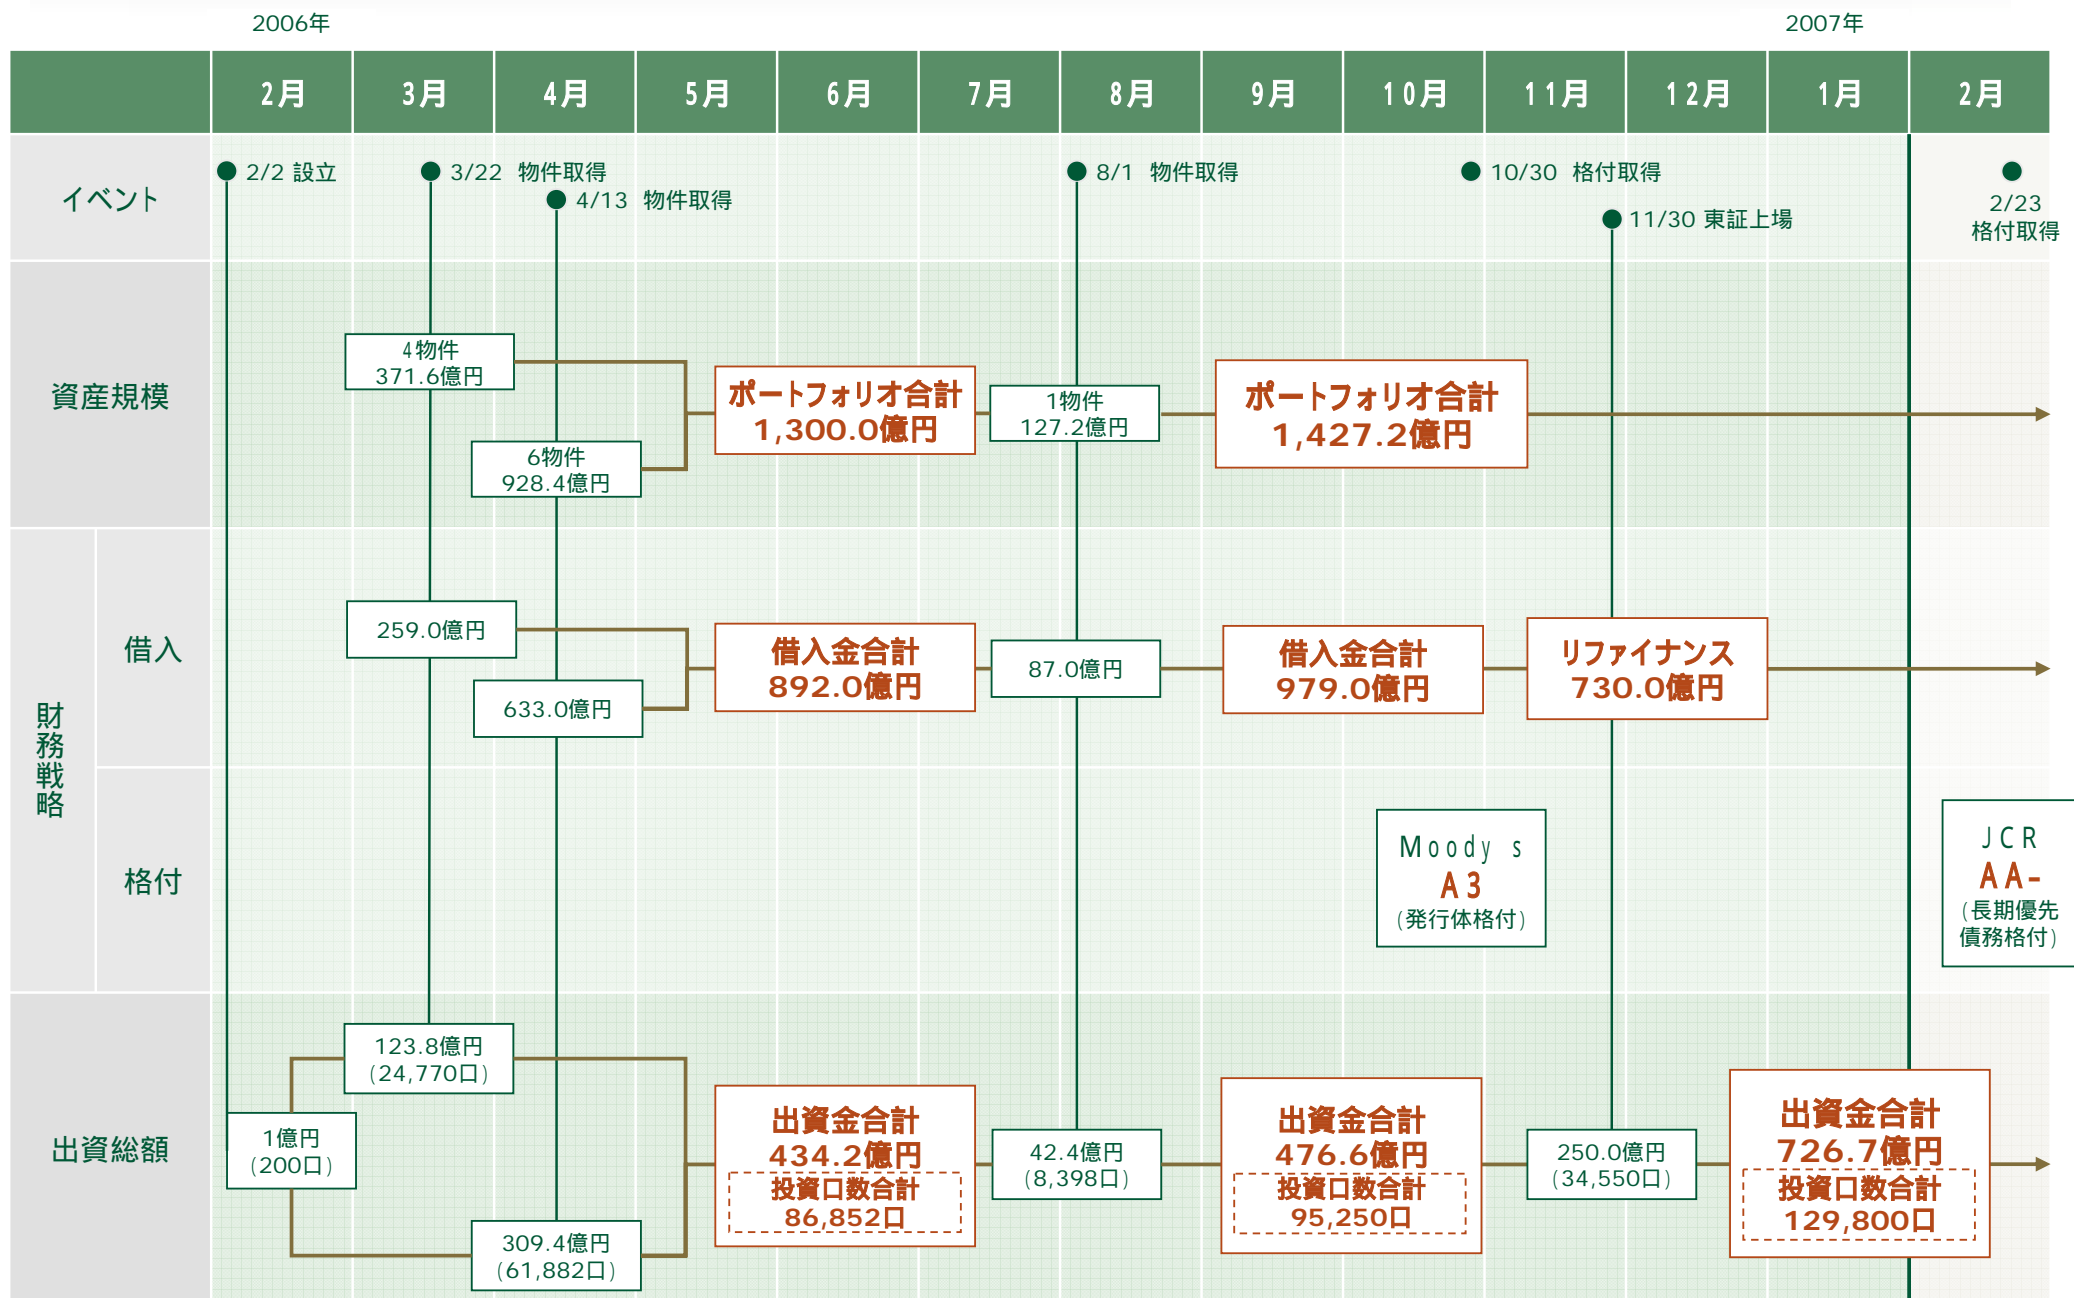 2006年
2007年
2月
3月
4月
5月
6月
7月
8月
9月
10月
11月
12月
1月
2月
イベント
2/2 設立
3/22 物件取得
4/13 物件取得
8/1 物件取得
10/30 格付取得
11/30 東証上場
2/23
格付取得
資産規模
4物件
371.6億円
6物件
928.4億円
ポートフォリオ合計
1,300.0億円
1物件
127.2億円
ポートフォリオ合計
1,427.2億円
財務戦略
借入
259.0億円
633.0億円
借入金合計
892.0億円
87.0億円
借入金合計
979.0億円
リファイナンス
730.0億円
格付
Moody s
A3
(発行体格付)
JCR
AA-
(長期優先
債務格付)
出資総額
1億円
(200口)
123.8億円
(24,770口)
309.4億円
(61,882口)
出資金合計
434.2億円
投資口数合計
86,852口
42.4億円
(8,398口)
出資金合計
476.6億円
投資口数合計
95,250口
250.0億円
(34,550口)
出資金合計
726.7億円
投資口数合計
129,800口